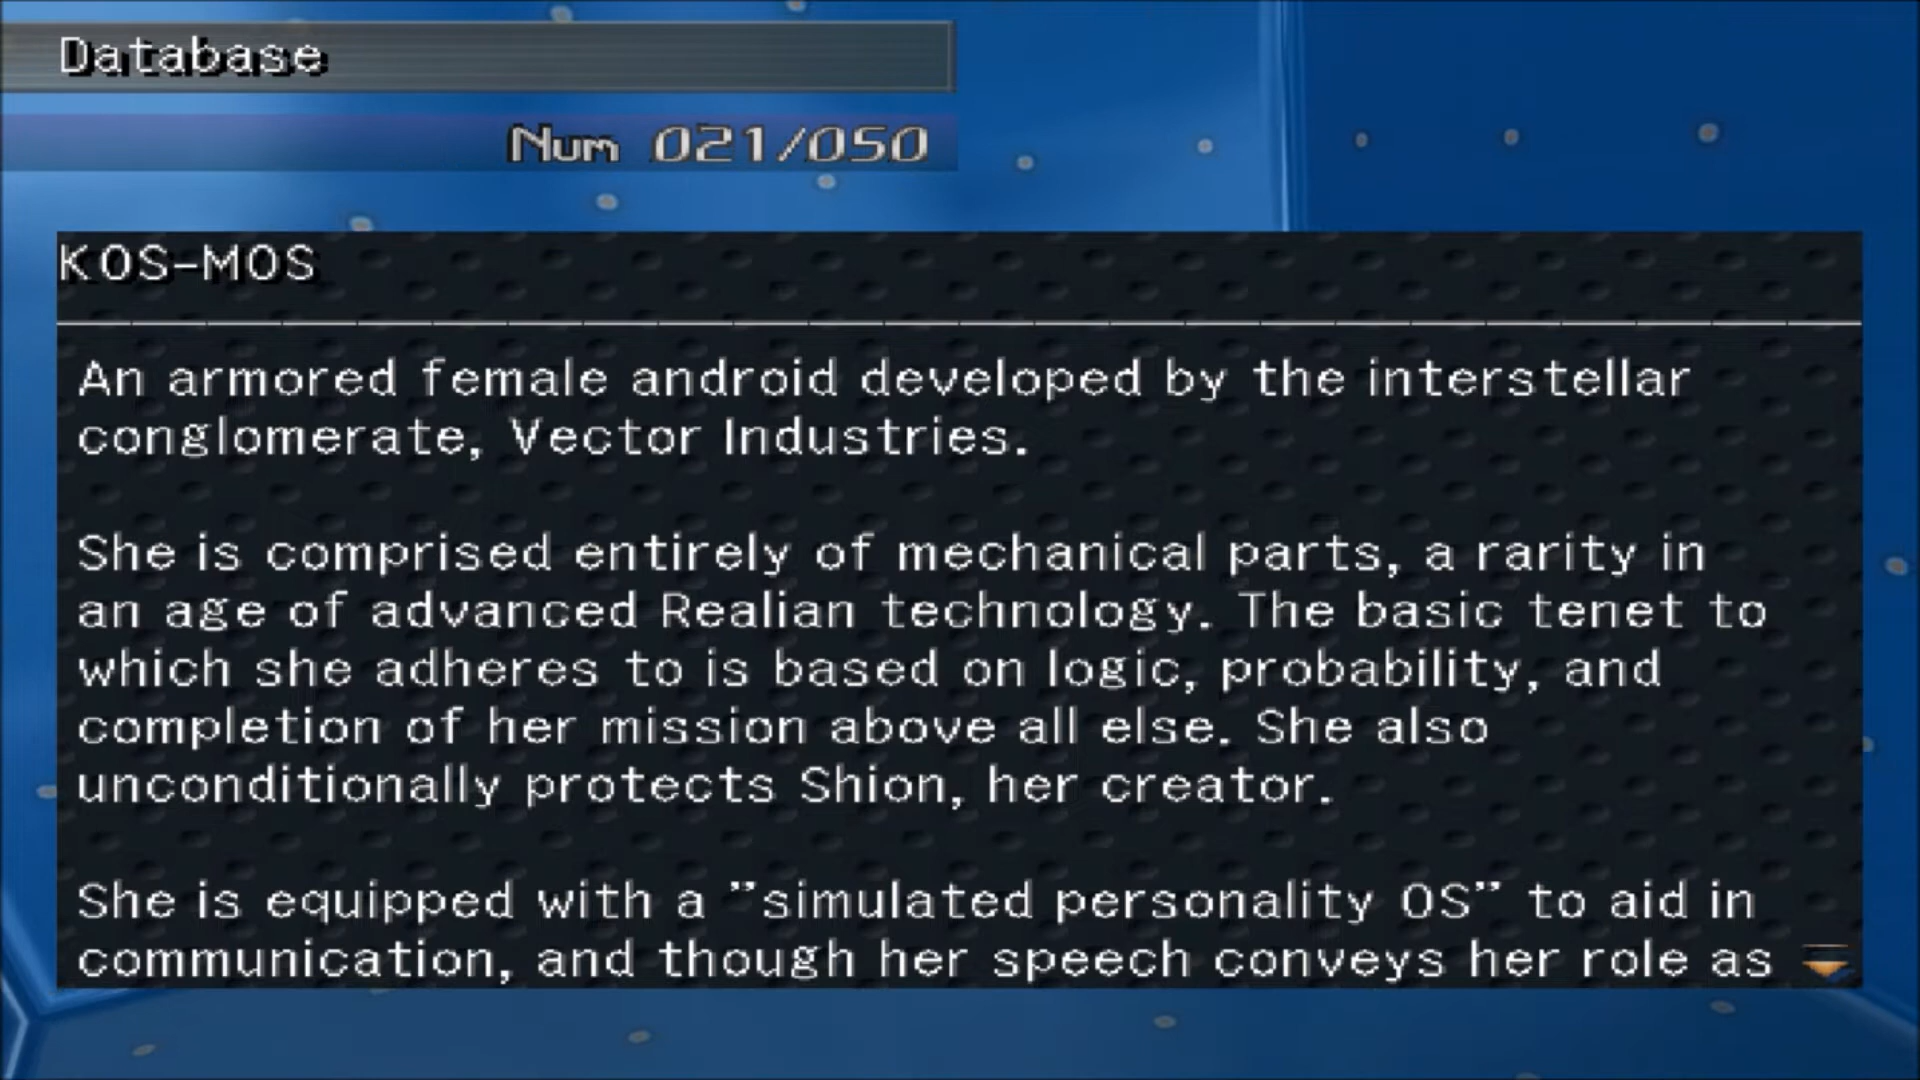 Database
Num 021/050
KOS-MOS
An armored female android developed by the interstellar
conglomerate, Vector Industries.
She is comprised entirely of mechanical parts, a rarity in
an age of advanced Realian technology. The basic tenet to
which she adheres to is based on logic, probability, and
completion of her mission above all else. She also
unconditionally protects Shion, her creator.
She is equipped with a "simulated personality OS" to aid in
communication, and though her speech conveys her role as